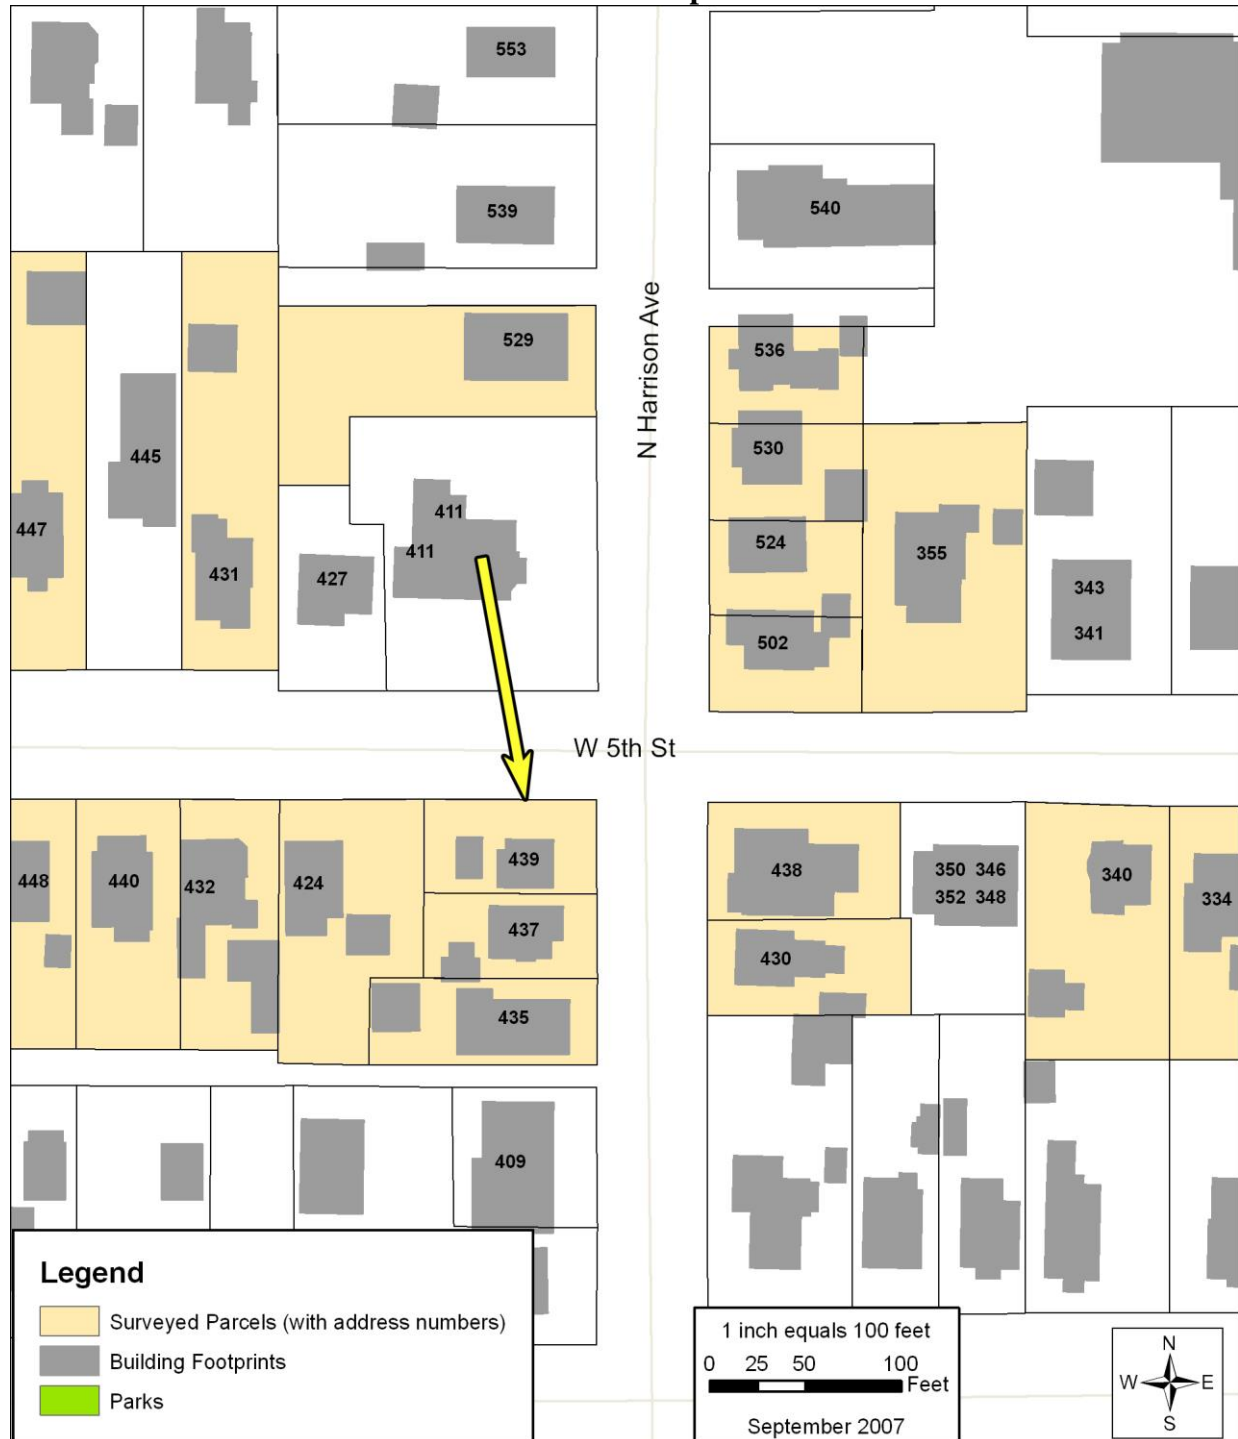 553
539
540
529
N Harrison Ave
536
530
445
447
411
411
524
355
431
427
343
341
502
W 5th St
439
438
350 346
352 348
340
448
440
432
424
334
437
430
435
409
Legend
Surveyed Parcels (with address numbers)
Building Footprints
Parks
1 inch equals 100 feet
0 25 50 100
Feet
September 2007
N
W E
S